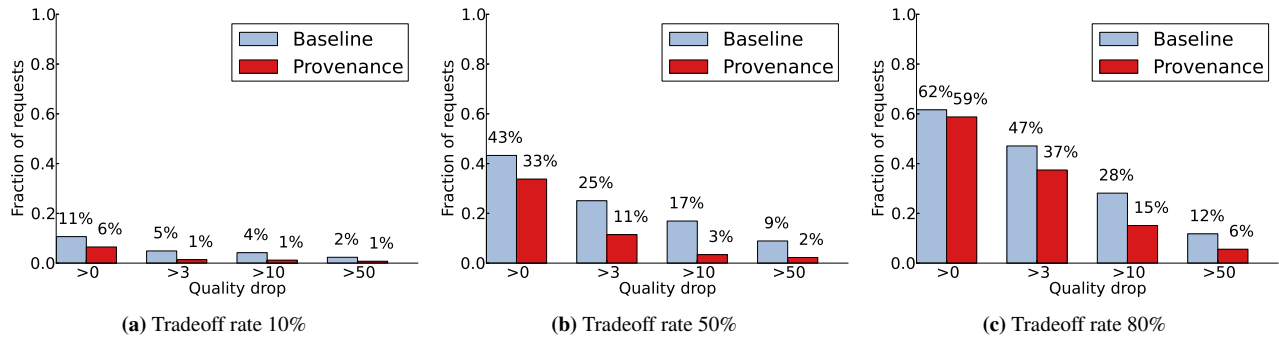 Fraction of requests
1.0
0.8
0.6
0.4
0.2
0.0
Baseline
Provenance
11% 6% 5% 1% 4% 1% 2% 1%
>0 >3 >10 >50
Quality drop
(a) Tradeoff rate 10%
Fraction of requests
1.0
0.8
0.6
0.4
0.2
0.0
Baseline
Provenance
43% 33% 25% 11% 17% 3% 9% 2%
>0 >3 >10 >50
Quality drop
(b) Tradeoff rate 50%
Fraction of requests
1.0
0.8
0.6
0.4
0.2
0.0
Baseline
Provenance
62% 59% 47% 37% 28% 15% 12% 6%
>0 >3 >10 >50
Quality drop
(c) Tradeoff rate 80%